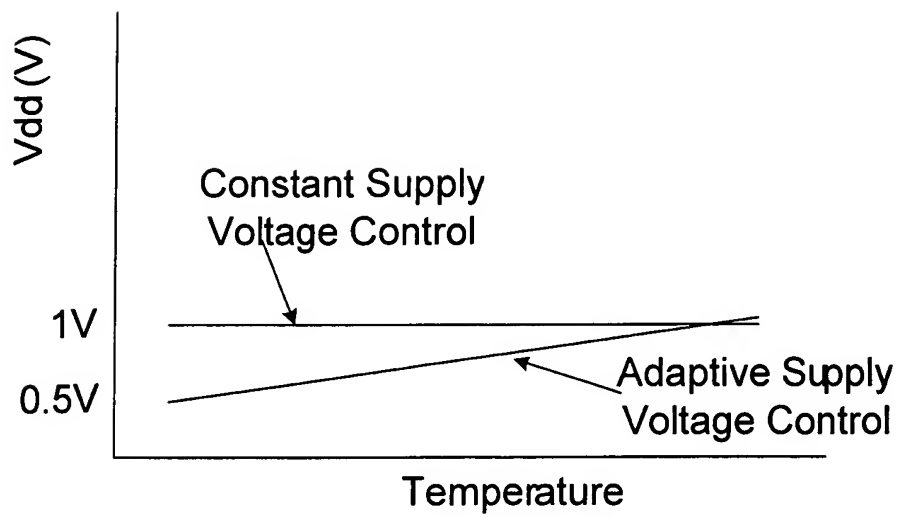 Vdd (V)
Constant Supply
Voltage Control
1V
0.5V
Adaptive Supply
Voltage Control
Temperature